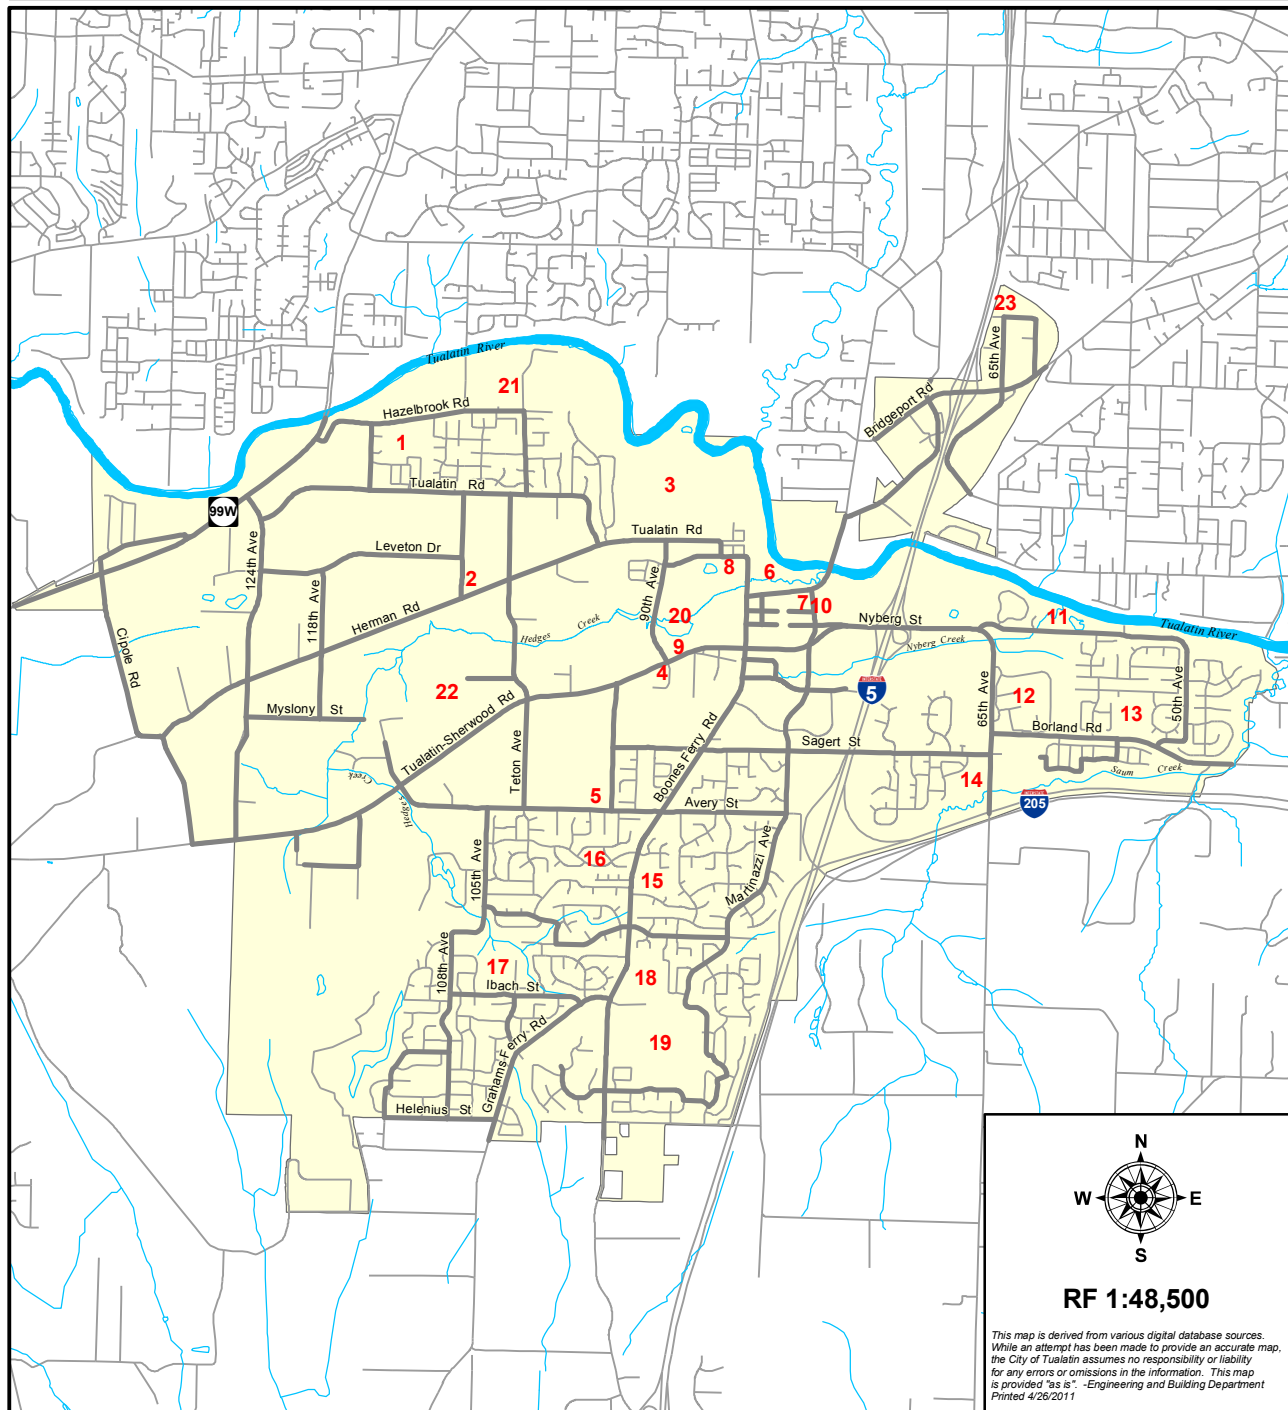 23
65th Ave
Tualatin River
21
Bridgeport Rd
Hazelbrook Rd
1
3
Tualatin Rd
99W
Tualatin Rd
124th Ave
Leveton Dr
8
6
2
90th Ave
118th Ave
7
10
Herman Rd
20
Nyberg St
11
Hedges Creek
Tualatin River
Cipole Rd
9
Nyberg Creek
4
22
5
65th Ave
12
50th Ave
13
Myslony St
Tualatin-Sherwood Rd
Boones Ferry Rd
Borland Rd
Sagert St
Teton Ave
Saum Creek
14
Hedges Creek
5
Avery St
205
16
15
105th Ave
Martinazzi Ave
108th Ave
17
18
Ibach St
19
Grahams Ferry Rd
Helenius St
N
W E
S
RF 1:48,500
This map is derived from various digital database sources.
While an attempt has been made to provide an accurate map,
the City of Tualatin assumes no responsibility or liability
for any errors or omissions in the information. This map
is provided "as is". -Engineering and Building Department
Printed 4/26/2011